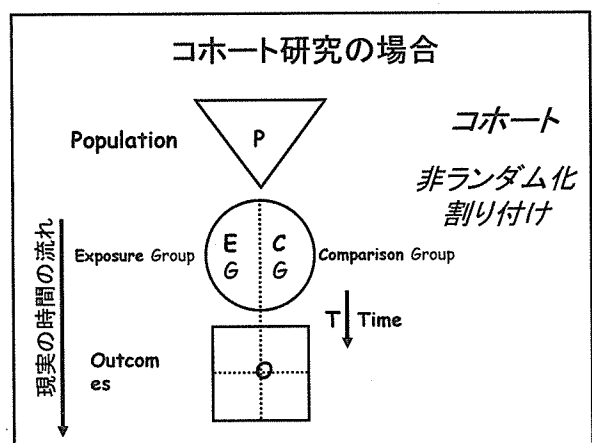 コホート研究の場合
Population
P
コホート
非ランダム化
割り付け
現実の時間の流れ
Exposure Group
E
G
C
G
Comparison Group
T
Time
Outcom
es
O